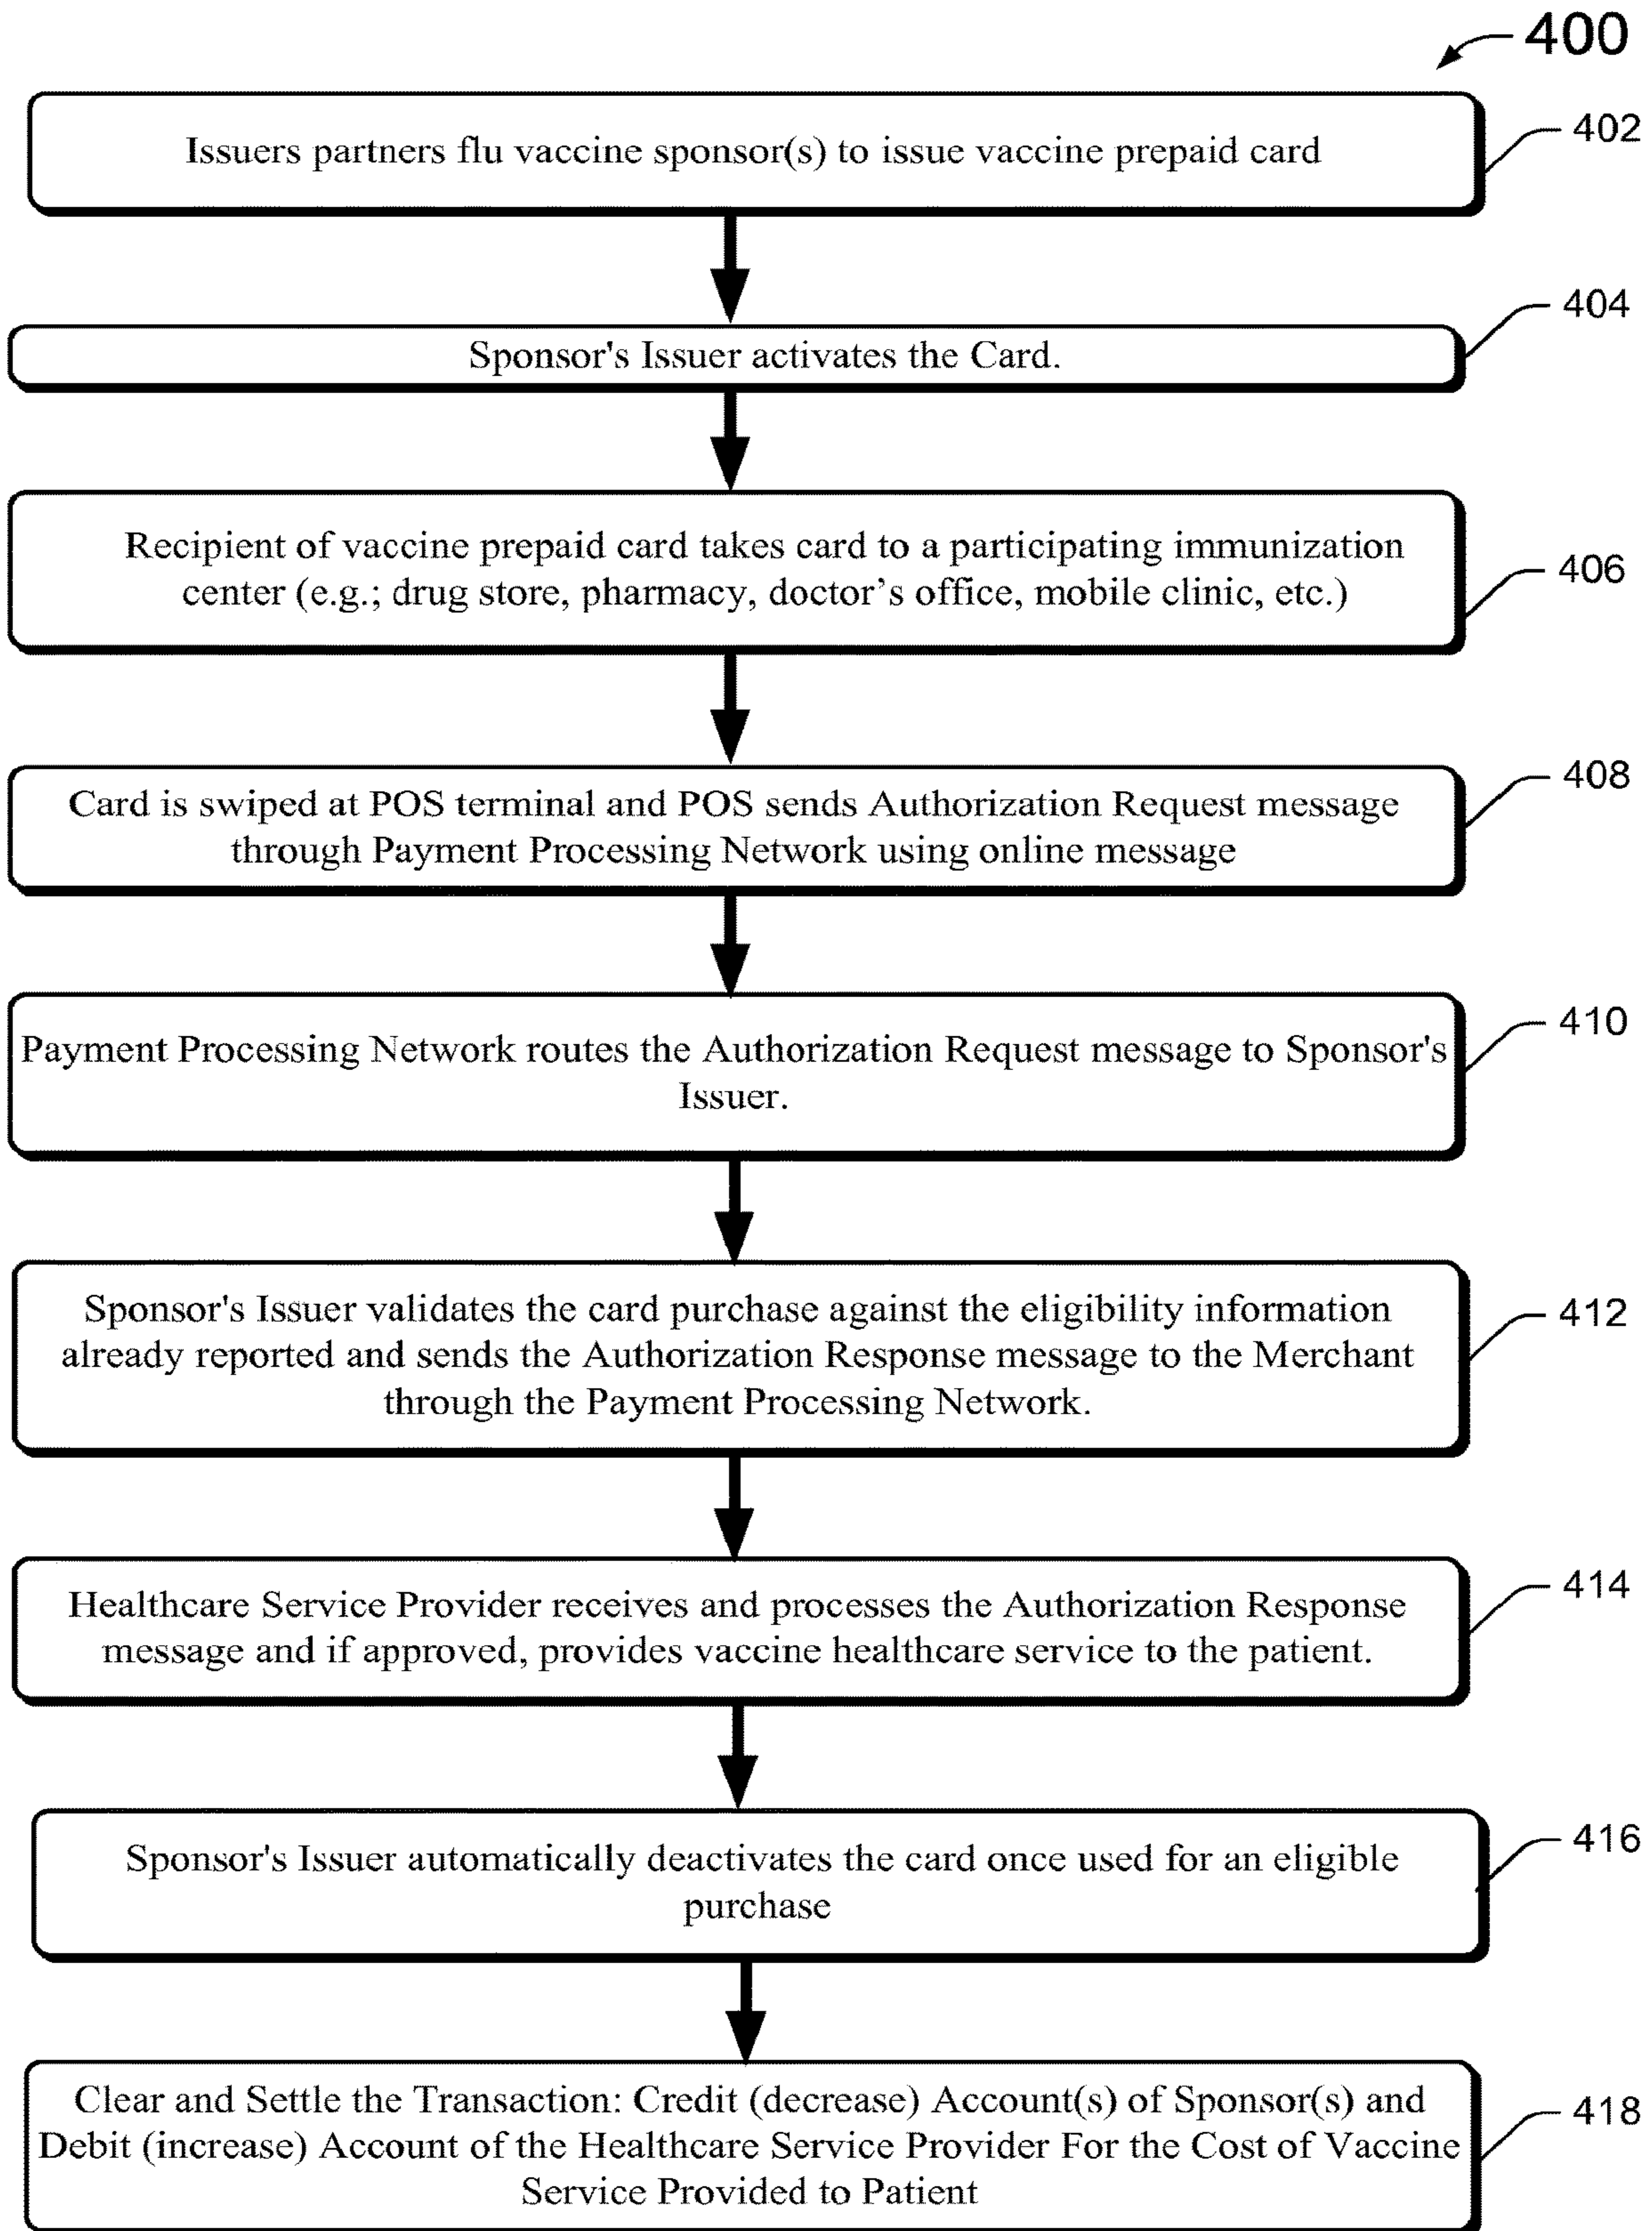 400
Issuers partners flu vaccine sponsor(s) to issue vaccine prepaid card
402
Sponsor's Issuer activates the Card.
404
Recipient of vaccine prepaid card takes card to a participating immunization
center (e.g.; drug store, pharmacy, doctor’s office, mobile clinic, etc.)
406
Card is swiped at POS terminal and POS sends Authorization Request message
through Payment Processing Network using online message
408
Payment Processing Network routes the Authorization Request message to Sponsor's
Issuer.
410
Sponsor's Issuer validates the card purchase against the eligibility information
already reported and sends the Authorization Response message to the Merchant
through the Payment Processing Network.
412
Healthcare Service Provider receives and processes the Authorization Response
message and if approved, provides vaccine healthcare service to the patient.
414
Sponsor's Issuer automatically deactivates the card once used for an eligible
purchase
416
Clear and Settle the Transaction: Credit (decrease) Account(s) of Sponsor(s) and
Debit (increase) Account of the Healthcare Service Provider For the Cost of Vaccine
Service Provided to Patient
418